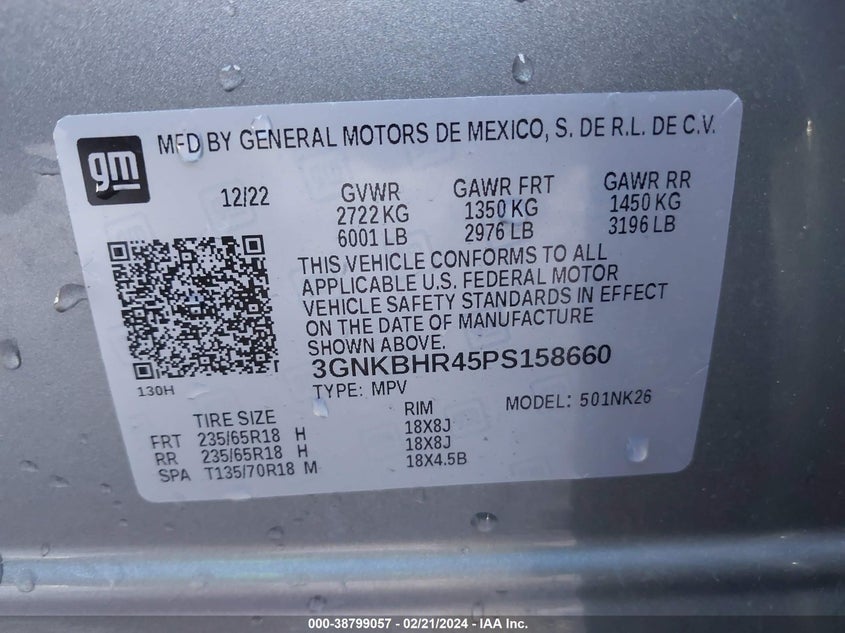 gm
MFD BY GENERAL MOTORS DE MEXICO, S. DE R.L. DE C.V.
12/22 GVWR GAWR FRT GAWR RR
2722 KG 1350 KG 1450 KG
6001 LB 2976 LB 3196 LB
THIS VEHICLE CONFORMS TO ALL
APPLICABLE U.S. FEDERAL MOTOR
VEHICLE SAFETY STANDARDS IN EFFECT
ON THE DATE OF MANUFACTURE
SHOWN ABOVE.
3GNKBHR45PS158660
130H TYPE: MPV MODEL: 501NK26
TIRE SIZE RIM
FRT 235/65R18 H 18X8J
RR 235/65R18 H 18X8J
SPA T135/70R18 M 18X4.5B
000-38799057 - 02/21/2024 - IAA Inc.